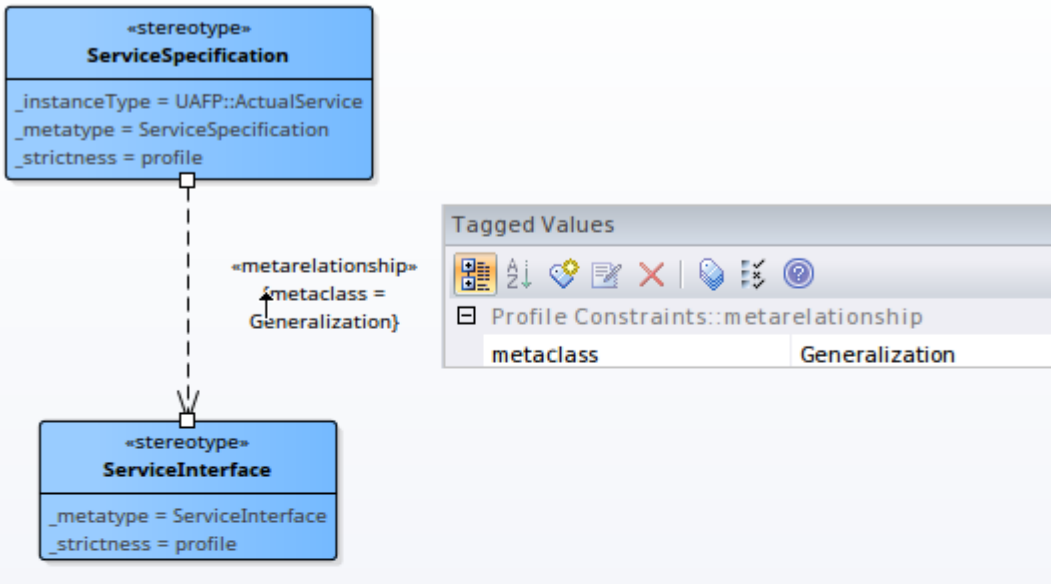 «stereotype»
ServiceSpecification
_instanceType = UAFP::ActualService
_metatype = ServiceSpecification
_strictness = profile
«metarelationship»
{metaclass =
Generalization}
Tagged Values
Profile Constraints::metarelationship
metaclass Generalization
«stereotype»
ServiceInterface
_metatype = ServiceInterface
_strictness = profile